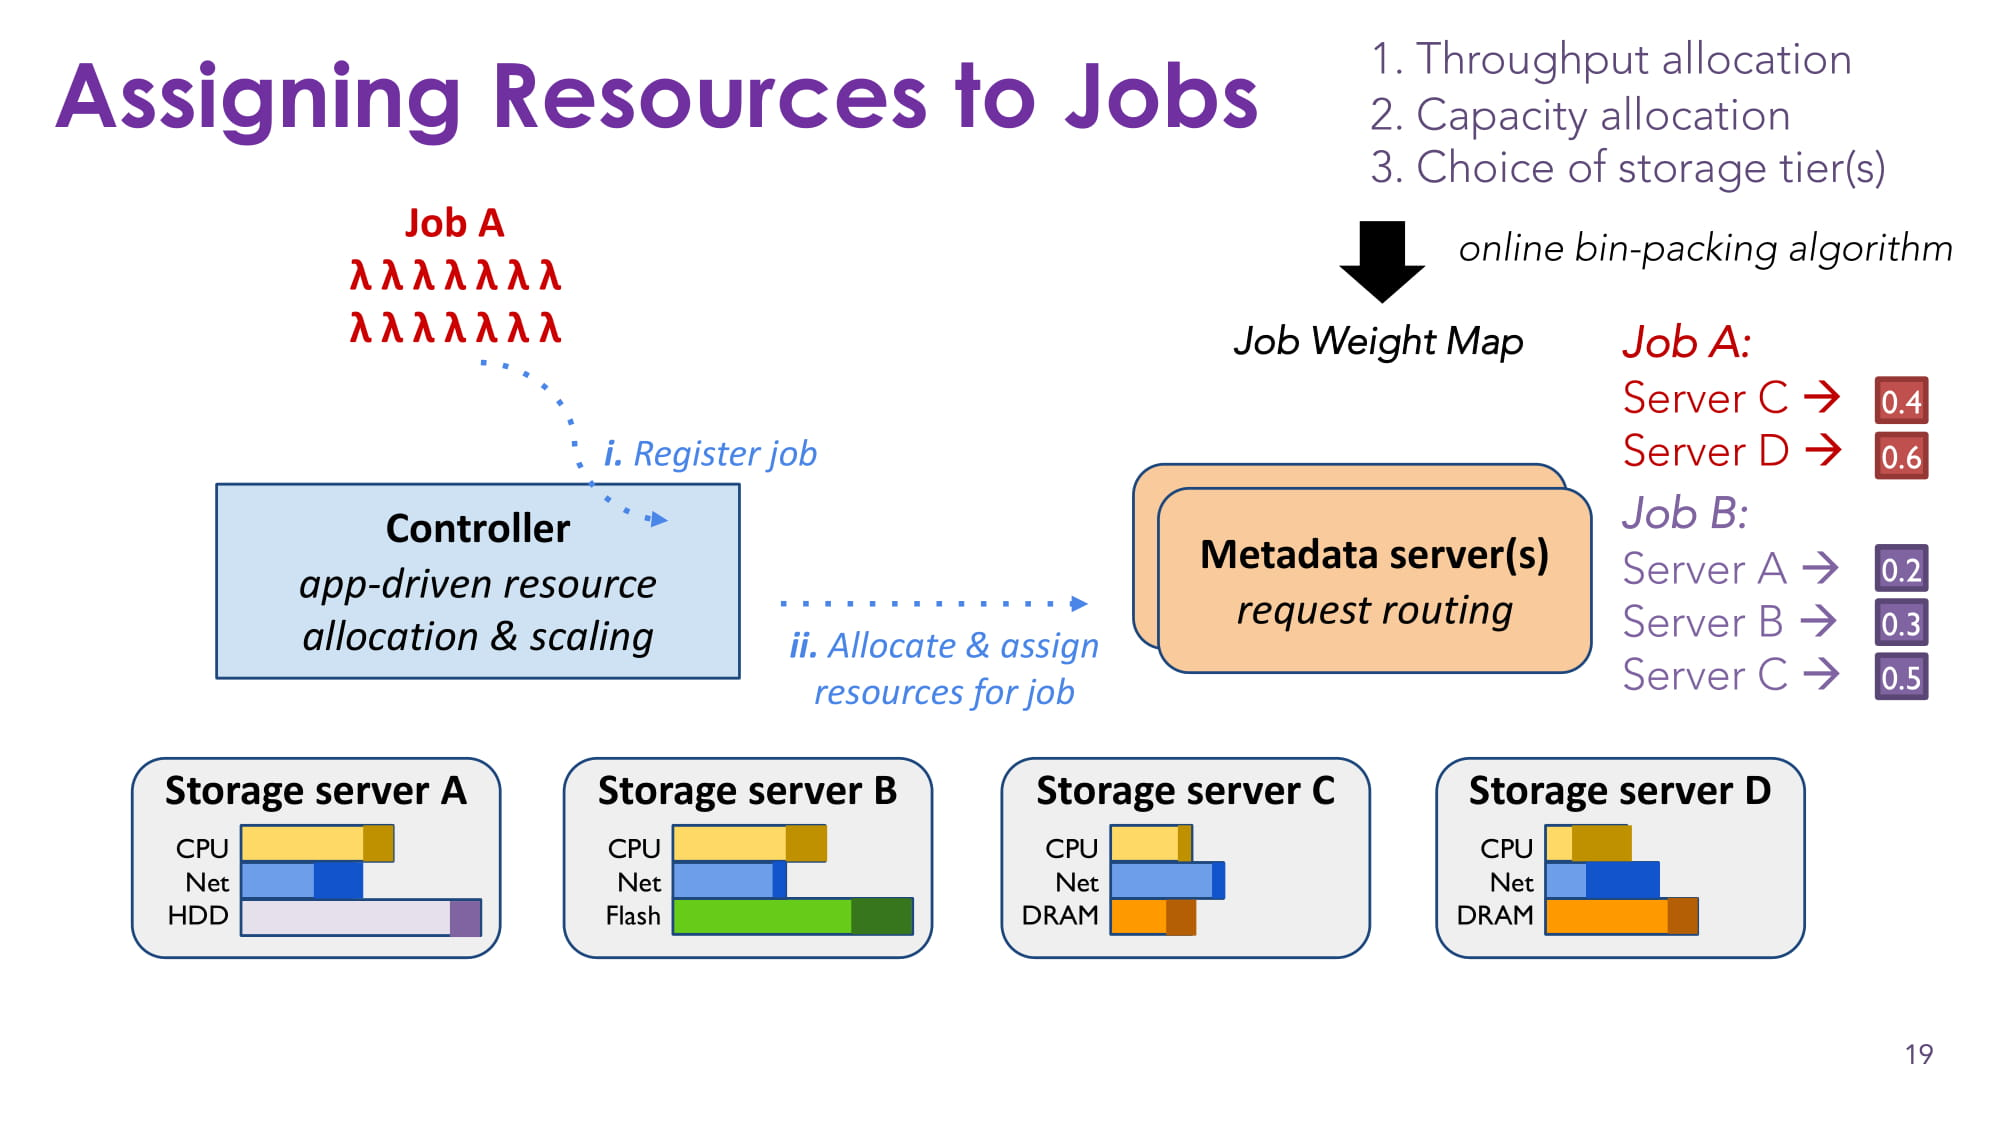 Assigning Resources to Jobs
1. Throughput allocation
2. Capacity allocation
3. Choice of storage tier(s)
online bin-packing algorithm
Job Weight Map
Job A:
Server C → 0.4
Server D → 0.6
Job B:
Server A → 0.2
Server B → 0.3
Server C → 0.5
Job A
λ λ λ λ λ λ λ
λ λ λ λ λ λ λ
i. Register job
Controller
app-driven resource
allocation & scaling
ii. Allocate & assign
resources for job
Metadata server(s)
request routing
Storage server A
CPU
Net
HDD
Storage server B
CPU
Net
Flash
Storage server C
CPU
Net
DRAM
Storage server D
CPU
Net
DRAM
19